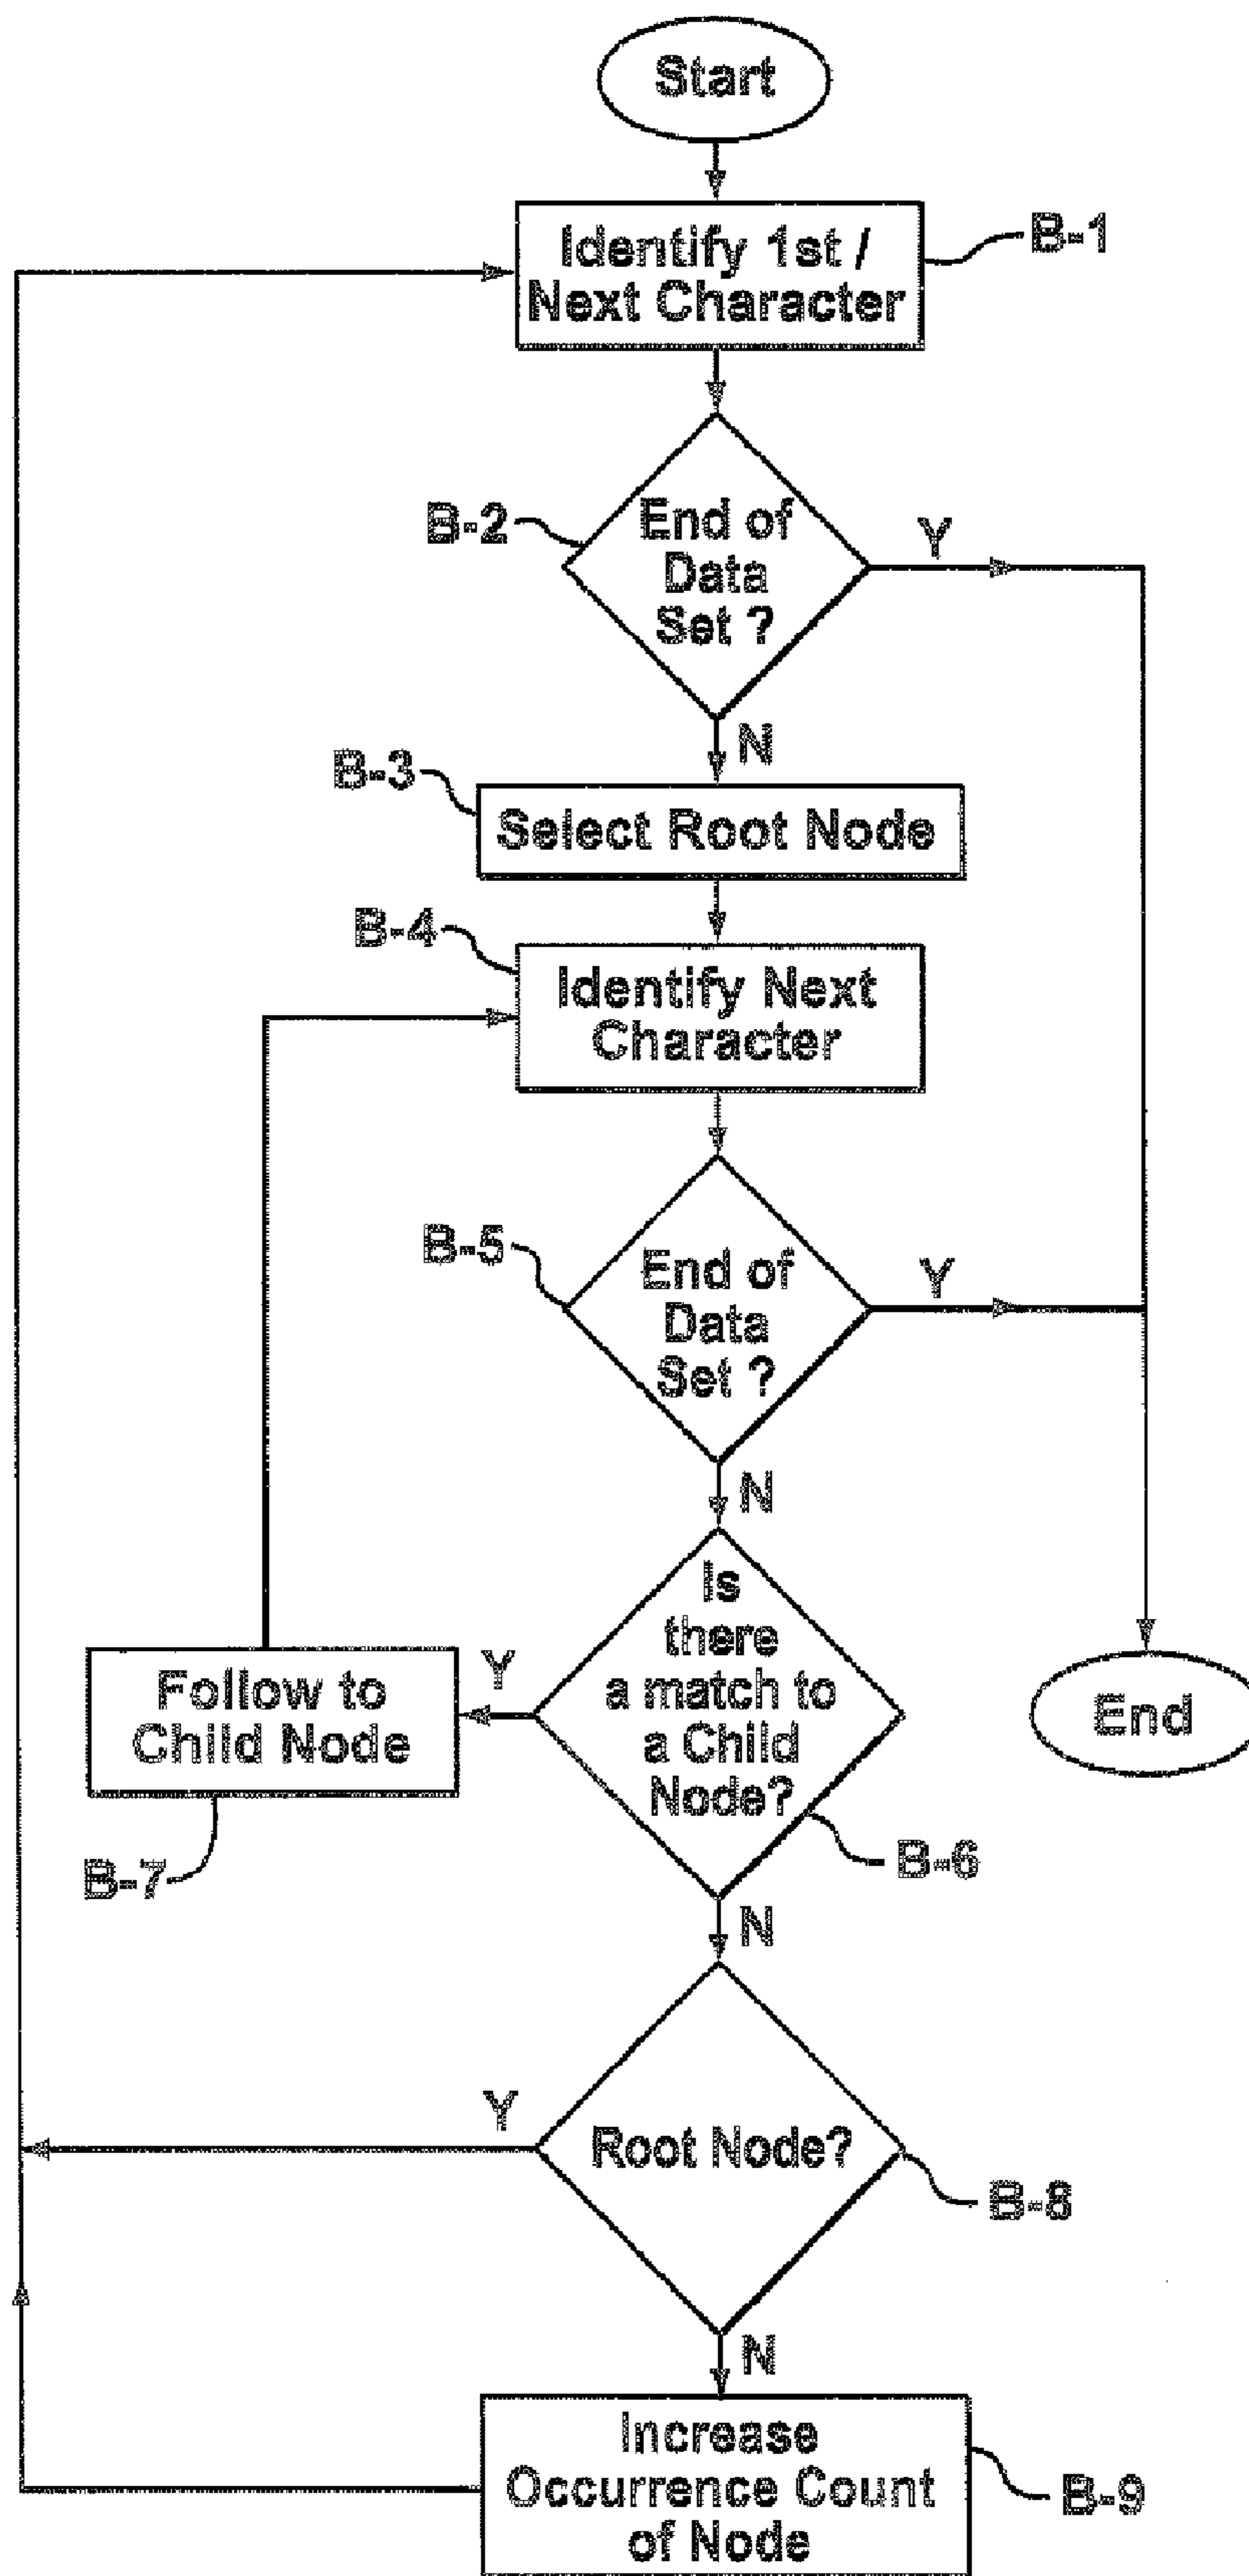 Start
Identify 1st /
Next Character
B-1
End of
Data
Set ?
B-2
Y
N
B-3
Select Root Node
B-4
Identify Next
Character
B-5
End of
Data
Set ?
Y
N
Is
there
a match to
a Child
Node?
Y
Follow to
Child Node
End
B-7
B-6
N
Root Node?
Y
B-8
N
Increase
Occurrence Count
of Node
B-9